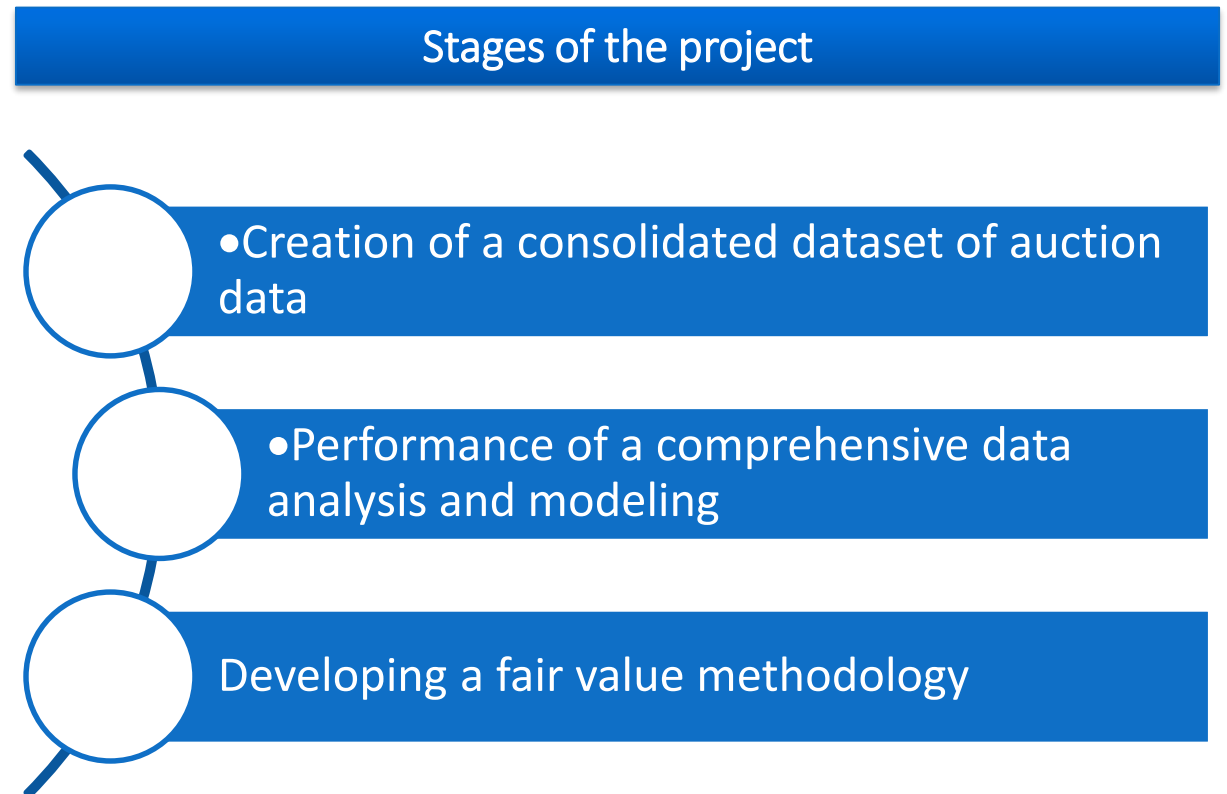 Stages of the project
•Creation of a consolidated dataset of auction
data
•Performance of a comprehensive data
analysis and modeling
Developing a fair value methodology